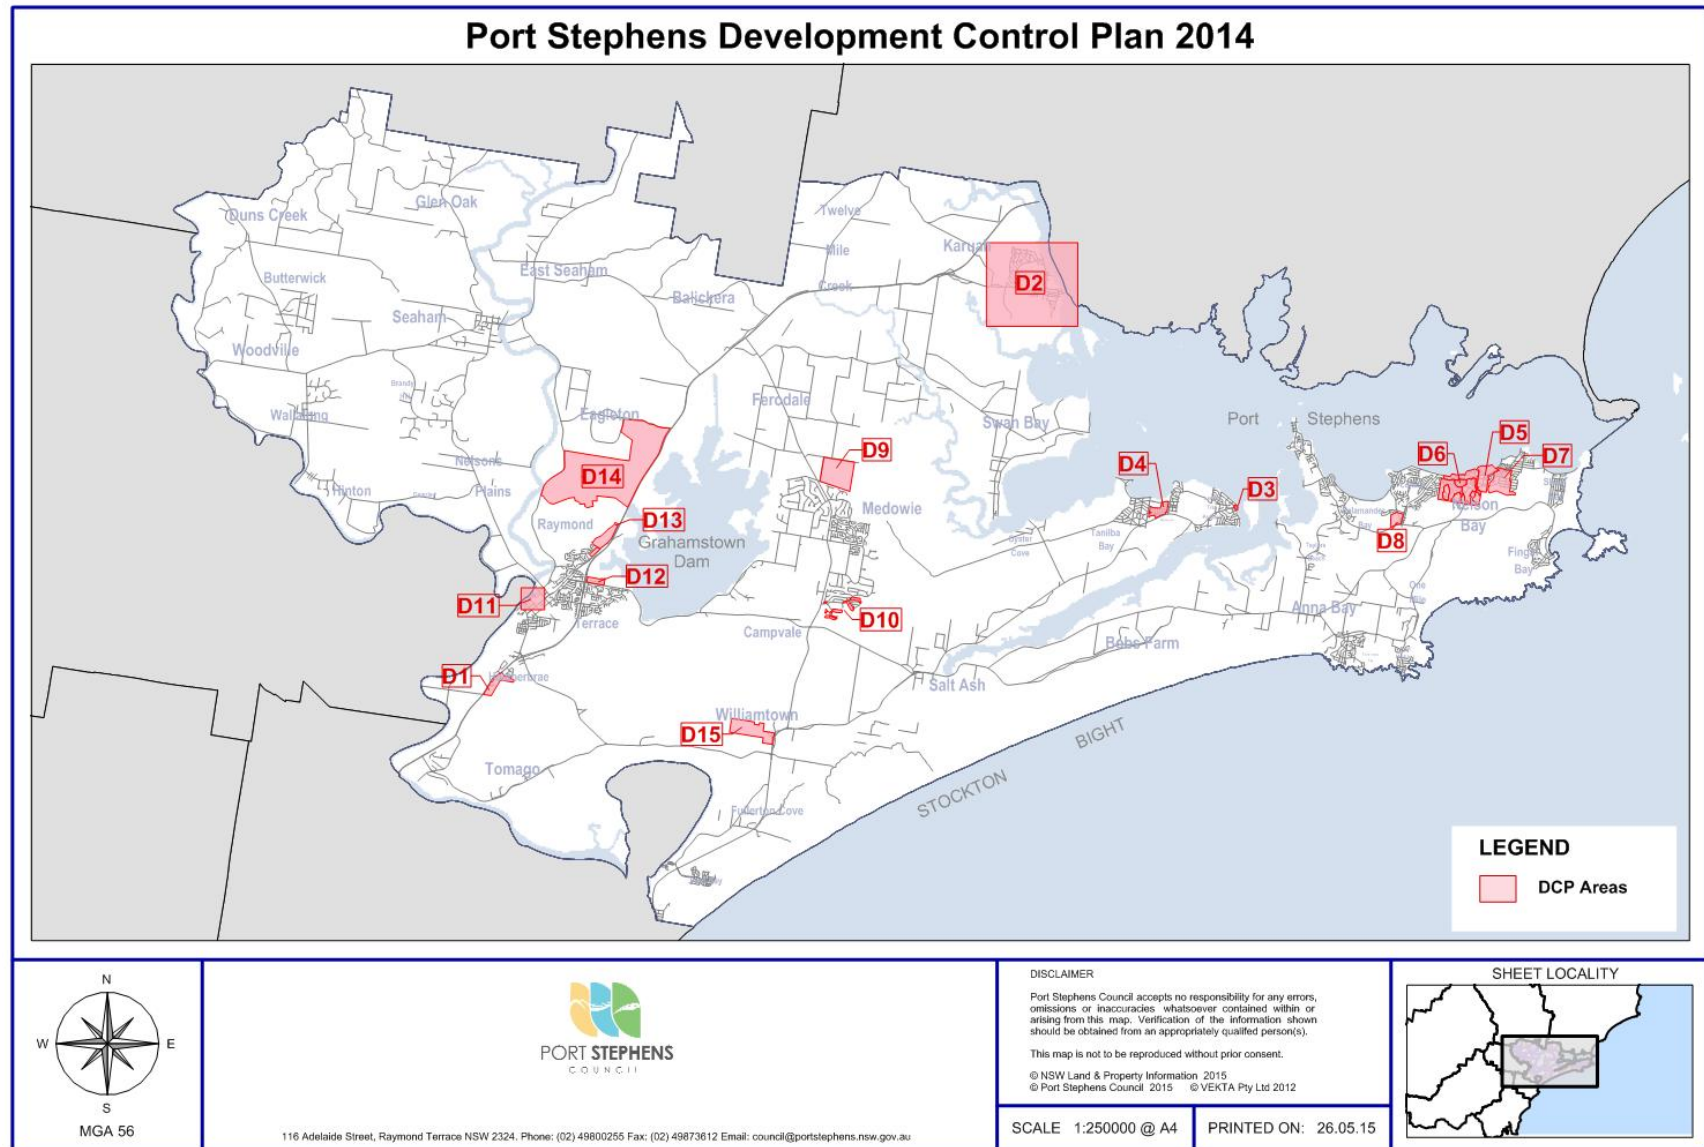 Port Stephens Development Control Plan 2014
Glen Oak
Duns Creek
Twelve
Mile
Creek
Karuah
East Seaham
Butterwick
Balickera
D2
Seaham
Woodville
Brandy
Wallalong
Eagleton
Ferodale
Swan Bay
Port Stephens
D5
D6
D7
D9
D4
D3
Nelsons
Plains
Hinton
D14
Medowie
Nelson
Bay
D8
Raymond
D13
Grahamstown
Dam
Oyster
Cove
Tanilba
Bay
Fingal
Bay
One
D12
D11
Terrace
Anna Bay
Campvale
D10
Bobs Farm
D1
Salt Ash
Williamtown
D15
Tomago
STOCKTON BIGHT
Fullerton Cove
LEGEND
DCP Areas
N
W
E
S
MGA 56
PORT STEPHENS
COUNCIL
116 Adelaide Street, Raymond Terrace NSW 2324. Phone: (02) 49800255 Fax: (02) 49873612 Email: council@portstephens.nsw.gov.au
DISCLAIMER
Port Stephens Council accepts no responsibility for any errors,
omissions or inaccuracies whatsoever contained within or
arising from this map. Verification of the information shown
should be obtained from an appropriately qualifed person(s).
This map is not to be reproduced without prior consent.
© NSW Land & Property Information 2015
© Port Stephens Council 2015 © VEKTA Pty Ltd 2012
SCALE 1:250000 @ A4
PRINTED ON: 26.05.15
SHEET LOCALITY